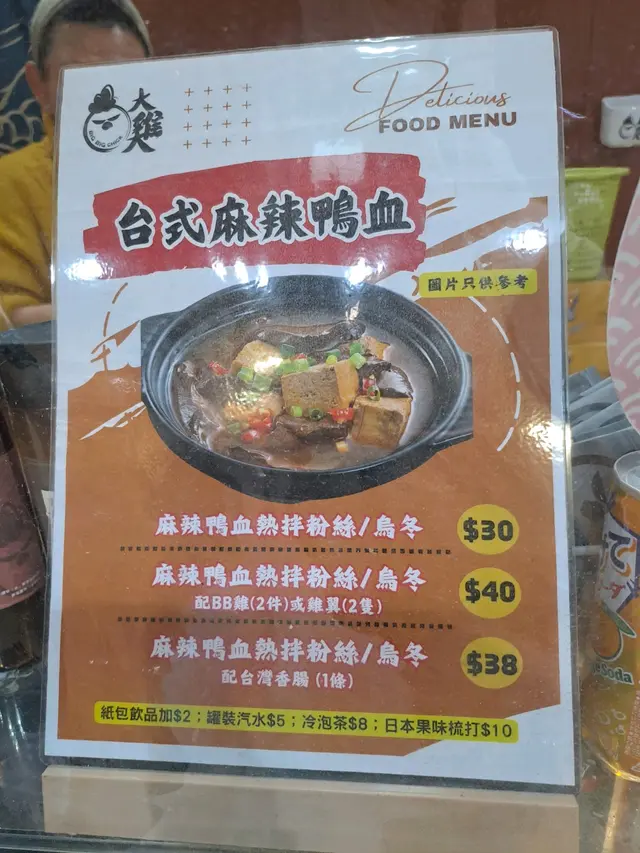 大雞大
BIG BIG CHICK
Delicious
FOOD MENU
台式麻辣鴨血
圖片只供參考
麻辣鴨血熱拌粉絲/烏冬 $30
麻辣鴨血熱拌粉絲/烏冬 $40
配BB雞(2件)或雞翼(2隻)
麻辣鴨血熱拌粉絲/烏冬 $38
配台灣香腸 (1條)
紙包飲品加$2；罐裝汽水$5；冷泡茶$8；日本果味梳打$10
Soda